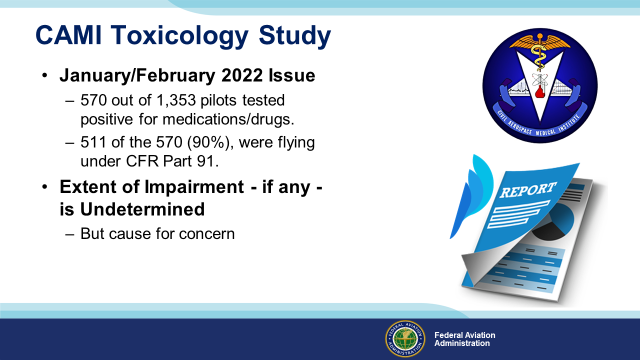 CAMI Toxicology Study
• January/February 2022 Issue
– 570 out of 1,353 pilots tested
positive for medications/drugs.
– 511 of the 570 (90%), were flying
under CFR Part 91.
• Extent of Impairment - if any -
is Undetermined
– But cause for concern
CIVIL AEROSPACE MEDICAL INSTITUTE
REPORT
Federal Aviation
Administration